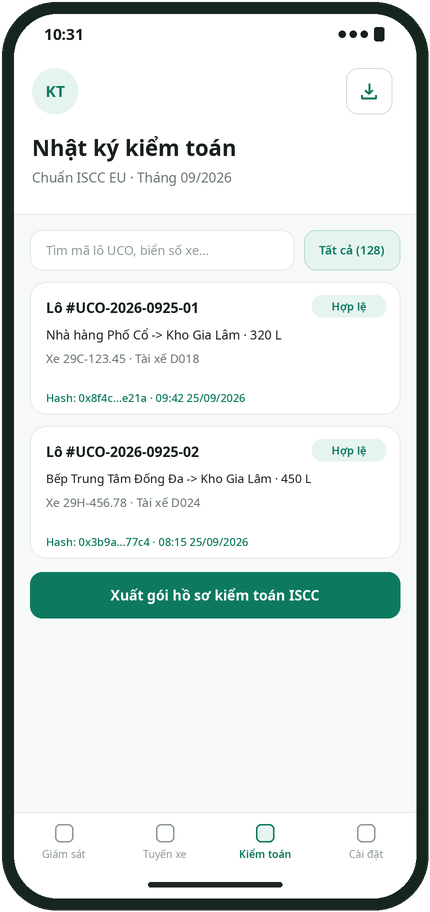 10:31
KT
Nhật ký kiểm toán
Chuẩn ISCC EU · Tháng 09/2026
Tìm mã lô UCO, biển số xe...
Tất cả (128)
Lô #UCO-2026-0925-01
Hợp lệ
Nhà hàng Phố Cổ -> Kho Gia Lâm · 320 L
Xe 29C-123.45 · Tài xế D018
Hash: 0x8f4c...e21a · 09:42 25/09/2026
Lô #UCO-2026-0925-02
Hợp lệ
Bếp Trung Tâm Đống Đa -> Kho Gia Lâm · 450 L
Xe 29H-456.78 · Tài xế D024
Hash: 0x3b9a...77c4 · 08:15 25/09/2026
Xuất gói hồ sơ kiểm toán ISCC
Giám sát
Tuyến xe
Kiểm toán
Cài đặt